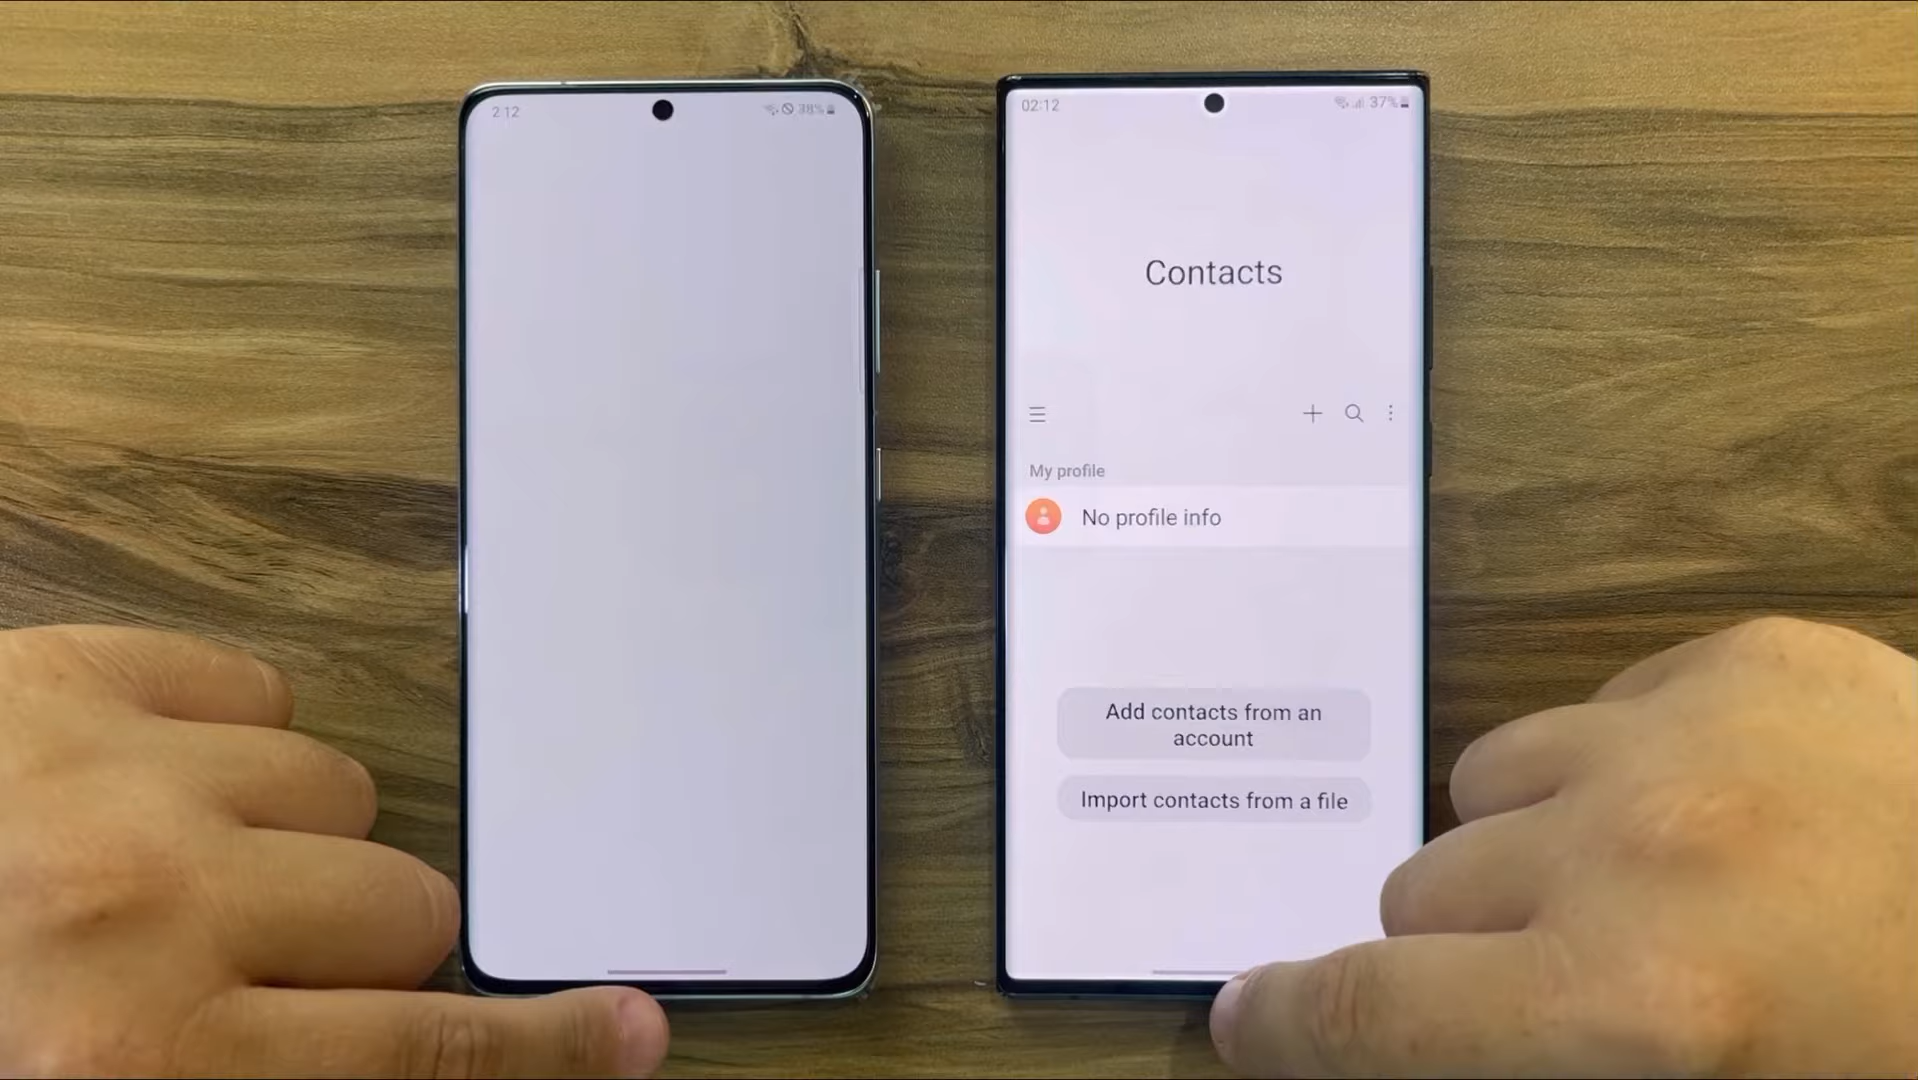 2:12
38%
02:12
37%
Contacts
My profile
No profile info
Add contacts from an
account
Import contacts from a file